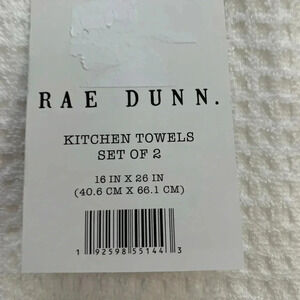 RAE DUNN.
KITCHEN TOWELS
SET OF 2
16 IN X 26 IN
(40.6 CM X 66.1 CM)
1 92598 55144 3